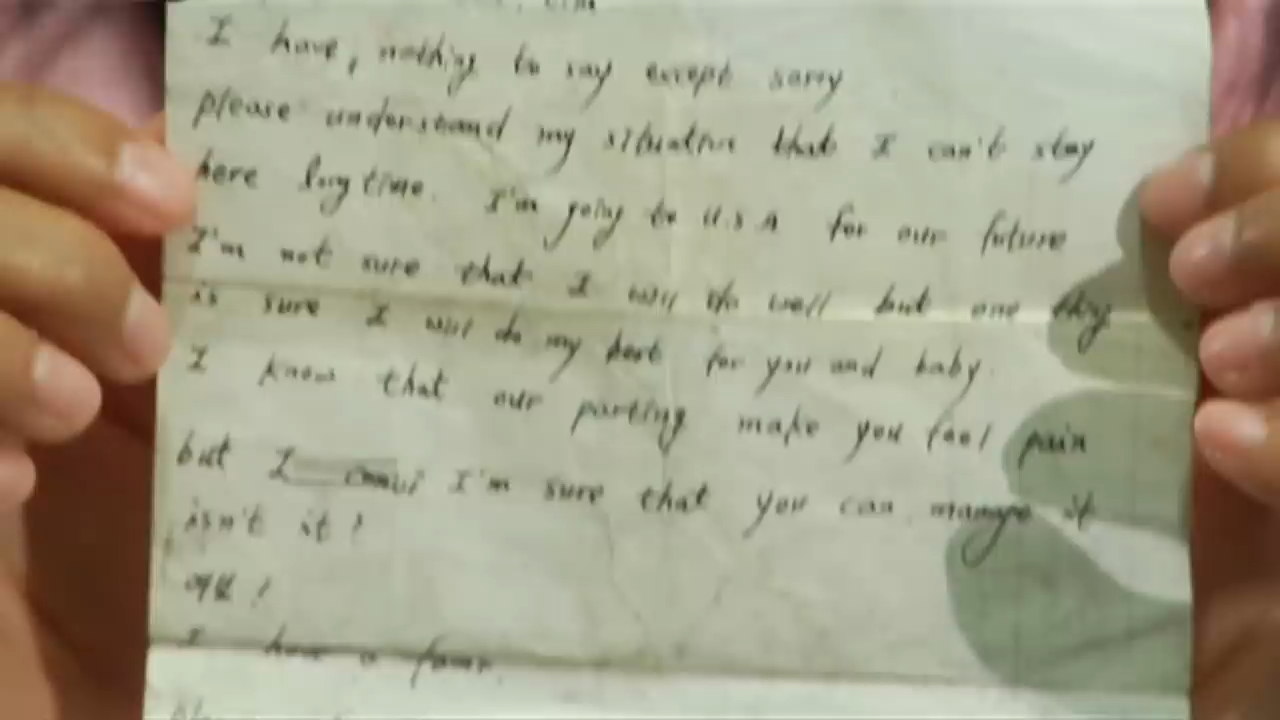 I have, nothing to say except sorry
please understand my situation that I can't stay
here long time. I'm going to U.S.A for our future
I'm not sure that I will do well but one thing
is sure I will do my best for you and baby.
I know that our parting make you feel pain
but I I'm sure that you can manage it
isn't it?
I have a favor.